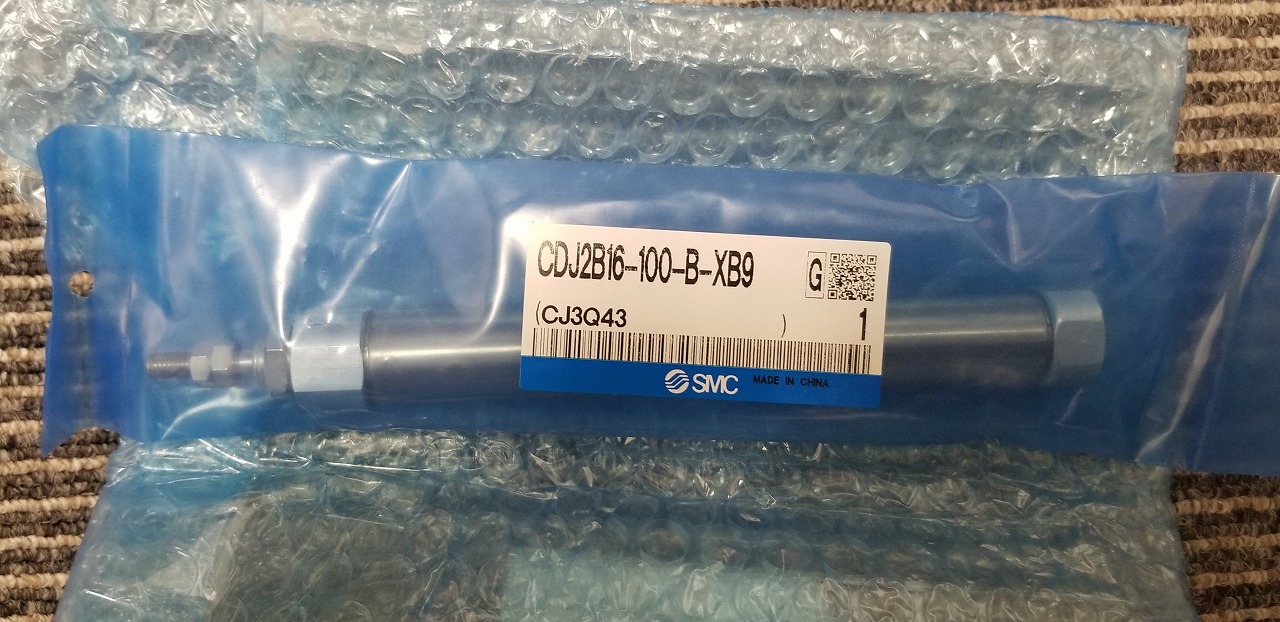 CDJ2B16-100-B-XB9
G
(CJ3Q43 )
1
SMC MADE IN CHINA